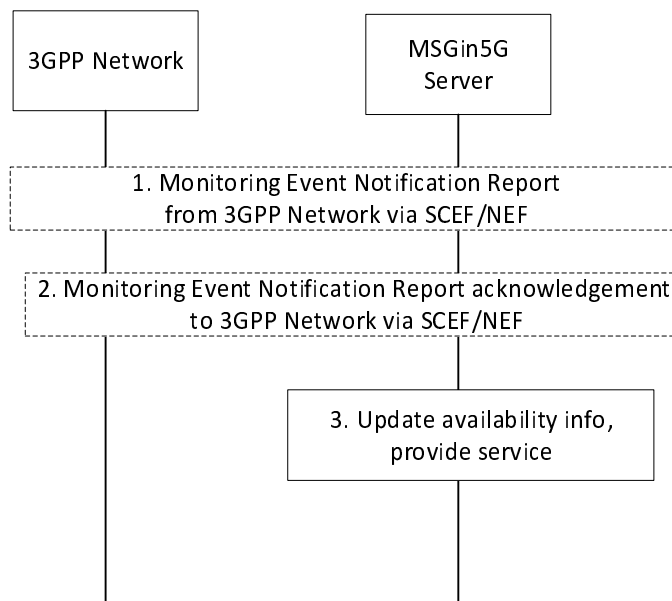 3GPP Network
MSGin5G
Server
1. Monitoring Event Notification Report
from 3GPP Network via SCEF/NEF
2. Monitoring Event Notification Report acknowledgement
to 3GPP Network via SCEF/NEF
3. Update availability info,
provide service